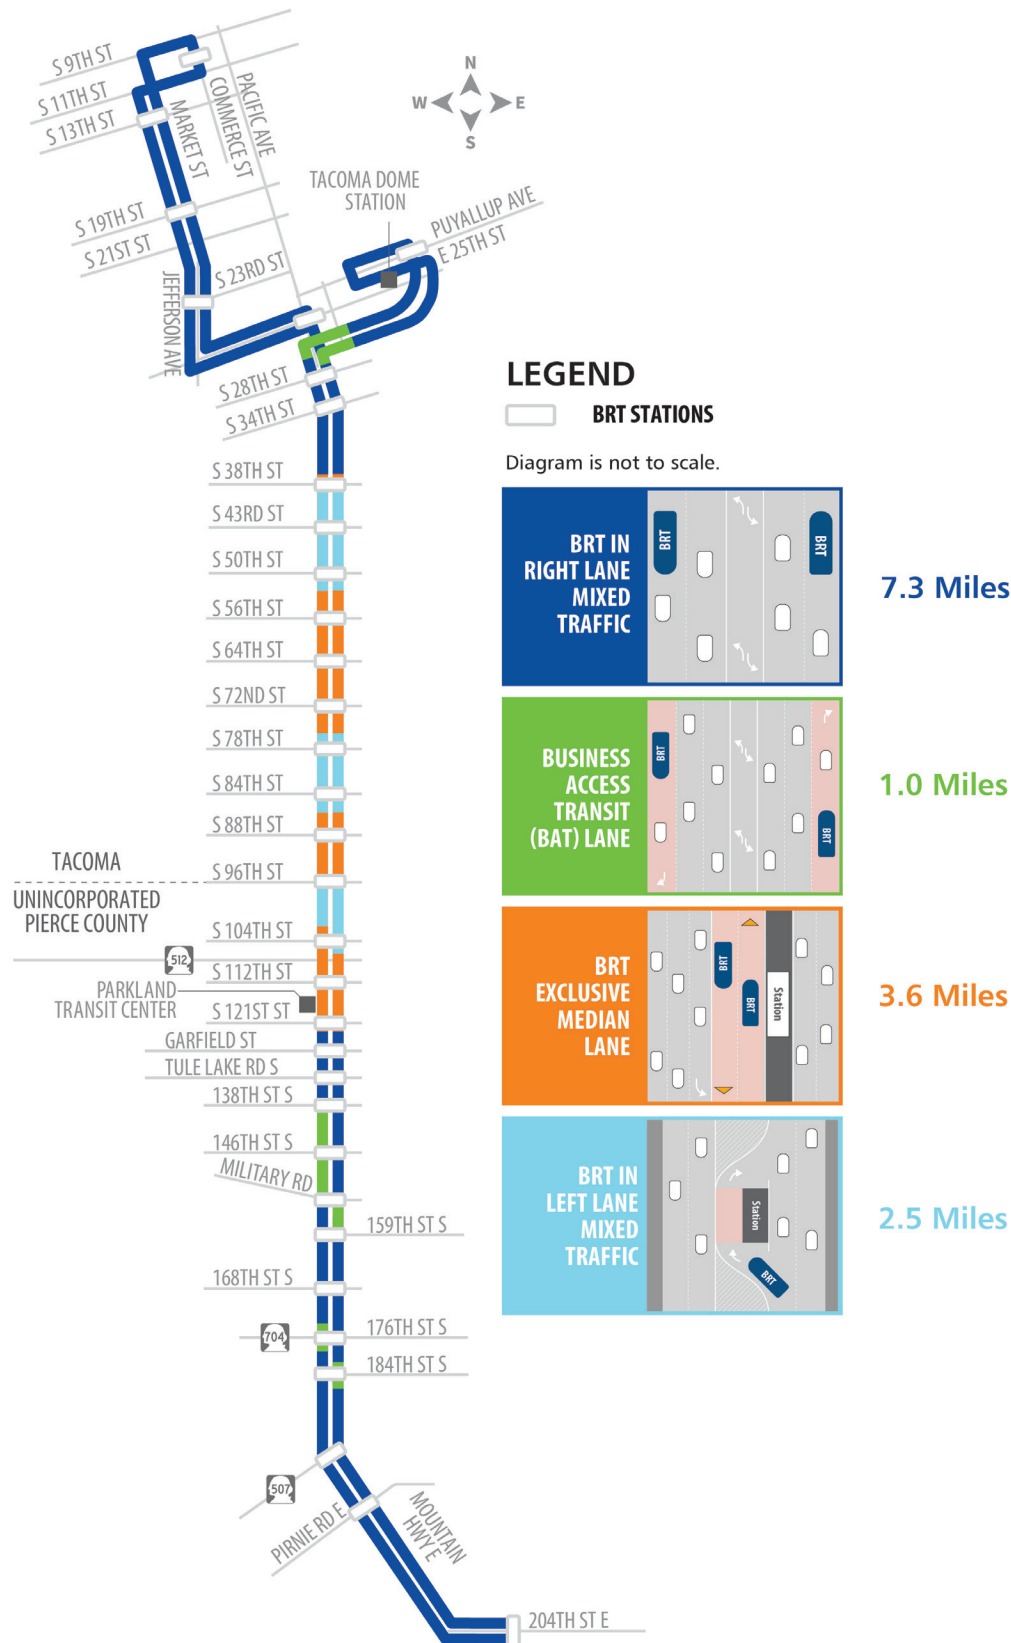 S 9TH ST
S 11TH ST
S 13TH ST
MARKET ST
COMMERCE ST
PACIFIC AVE
N
W
E
S
TACOMA DOME
STATION
PUYALLUP AVE
E 25TH ST
S 19TH ST
S 21ST ST
S 23RD ST
JEFFERSON AVE
S 28TH ST
S 34TH ST
S 38TH ST
S 43RD ST
S 50TH ST
S 56TH ST
S 64TH ST
S 72ND ST
S 78TH ST
S 84TH ST
S 88TH ST
TACOMA
S 96TH ST
UNINCORPORATED
PIERCE COUNTY
S 104TH ST
512
S 112TH ST
PARKLAND
TRANSIT CENTER
S 121ST ST
GARFIELD ST
TULE LAKE RD S
138TH ST S
146TH ST S
MILITARY RD
159TH ST S
168TH ST S
704
176TH ST S
184TH ST S
507
PIRNIE RD E
MOUNTAIN
HWY E
204TH ST E
LEGEND
BRT STATIONS
Diagram is not to scale.
BRT IN
RIGHT LANE
MIXED
TRAFFIC
BRT
BRT
7.3 Miles
BUSINESS
ACCESS
TRANSIT
(BAT) LANE
BRT
BRT
1.0 Miles
BRT
EXCLUSIVE
MEDIAN
LANE
BRT
BRT
Station
3.6 Miles
BRT IN
LEFT LANE
MIXED
TRAFFIC
Station
BRT
2.5 Miles